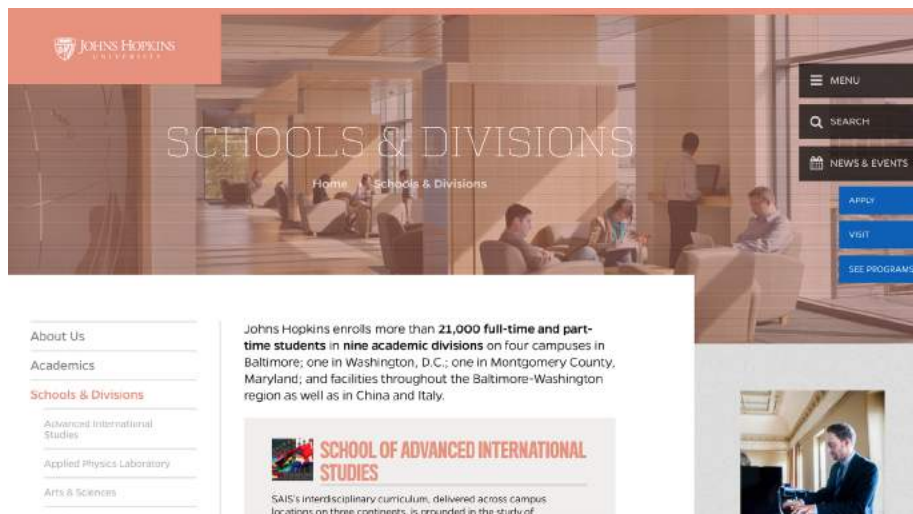 JOHNS HOPKINS
UNIVERSITY
MENU
SEARCH
NEWS & EVENTS
APPLY
VISIT
SEE PROGRAMS
SCHOOLS & DIVISIONS
Home Schools & Divisions
About Us
Academics
Schools & Divisions
Advanced International
Studies
Applied Physics Laboratory
Arts & Sciences
Johns Hopkins enrolls more than 21,000 full-time and part-
time students in nine academic divisions on four campuses in
Baltimore; one in Washington, D.C.; one in Montgomery County,
Maryland; and facilities throughout the Baltimore-Washington
region as well as in China and Italy.
SCHOOL OF ADVANCED INTERNATIONAL
STUDIES
SAIS's interdisciplinary curriculum, delivered across campus
locations on three continents, is grounded in the study of